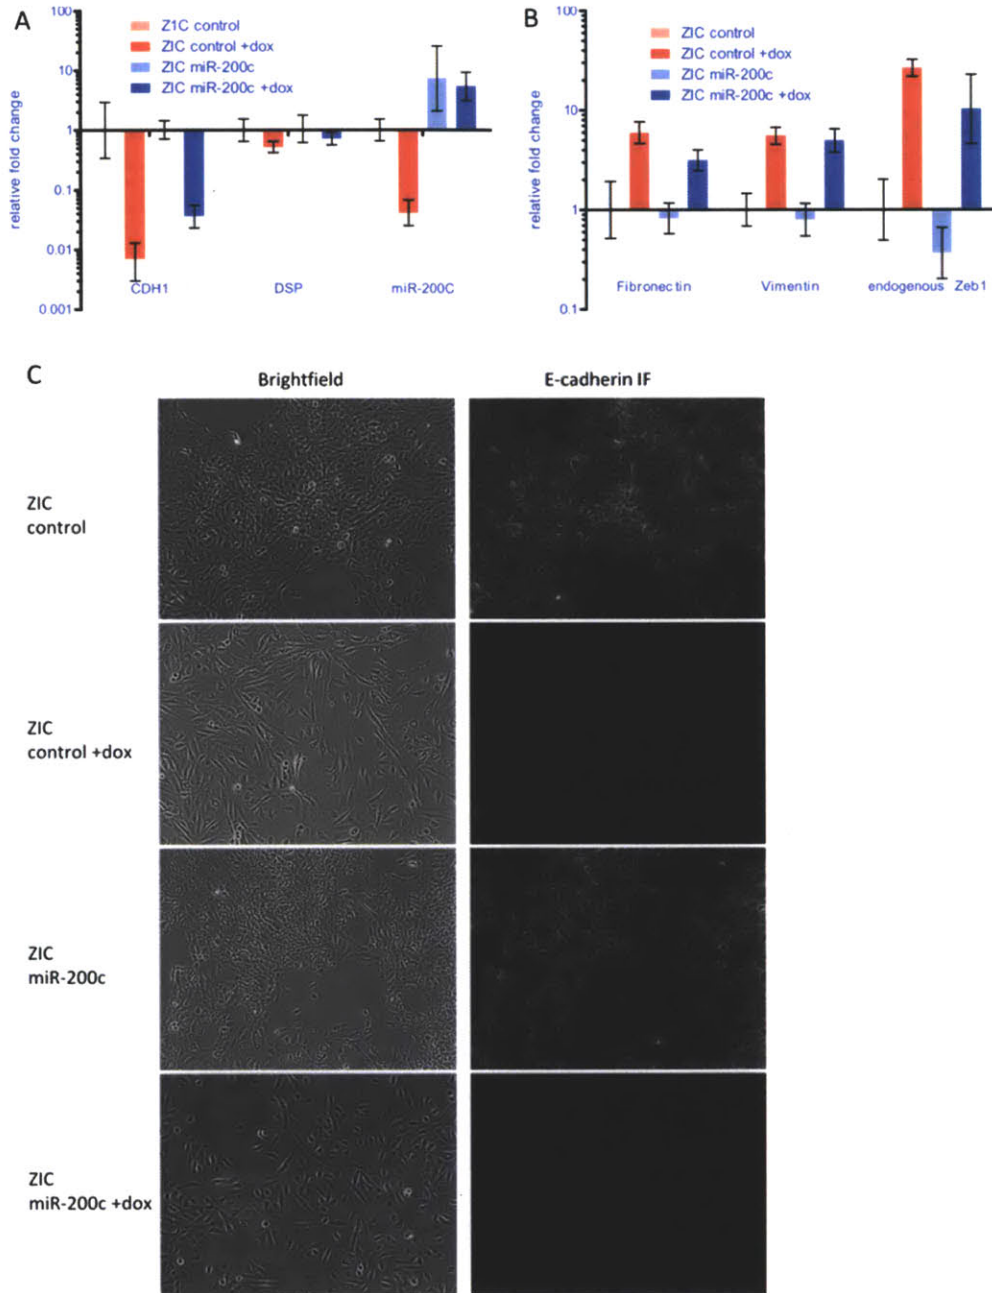 A
100
10
1
0.1
0.01
0.001
relative fold change
Z1C control
ZIC control +dox
ZIC miR-200c
ZIC miR-200c +dox
CDH1
DSP
miR-200C
B
100
10
1
0.1
relative fold change
ZIC control
ZIC control +dox
ZIC miR-200c
ZIC miR-200c +dox
Fibronectin
Vimentin
endogenous Zeb1
C
Brightfield
E-cadherin IF
ZIC
control
ZIC
control +dox
ZIC
miR-200c
ZIC
miR-200c +dox